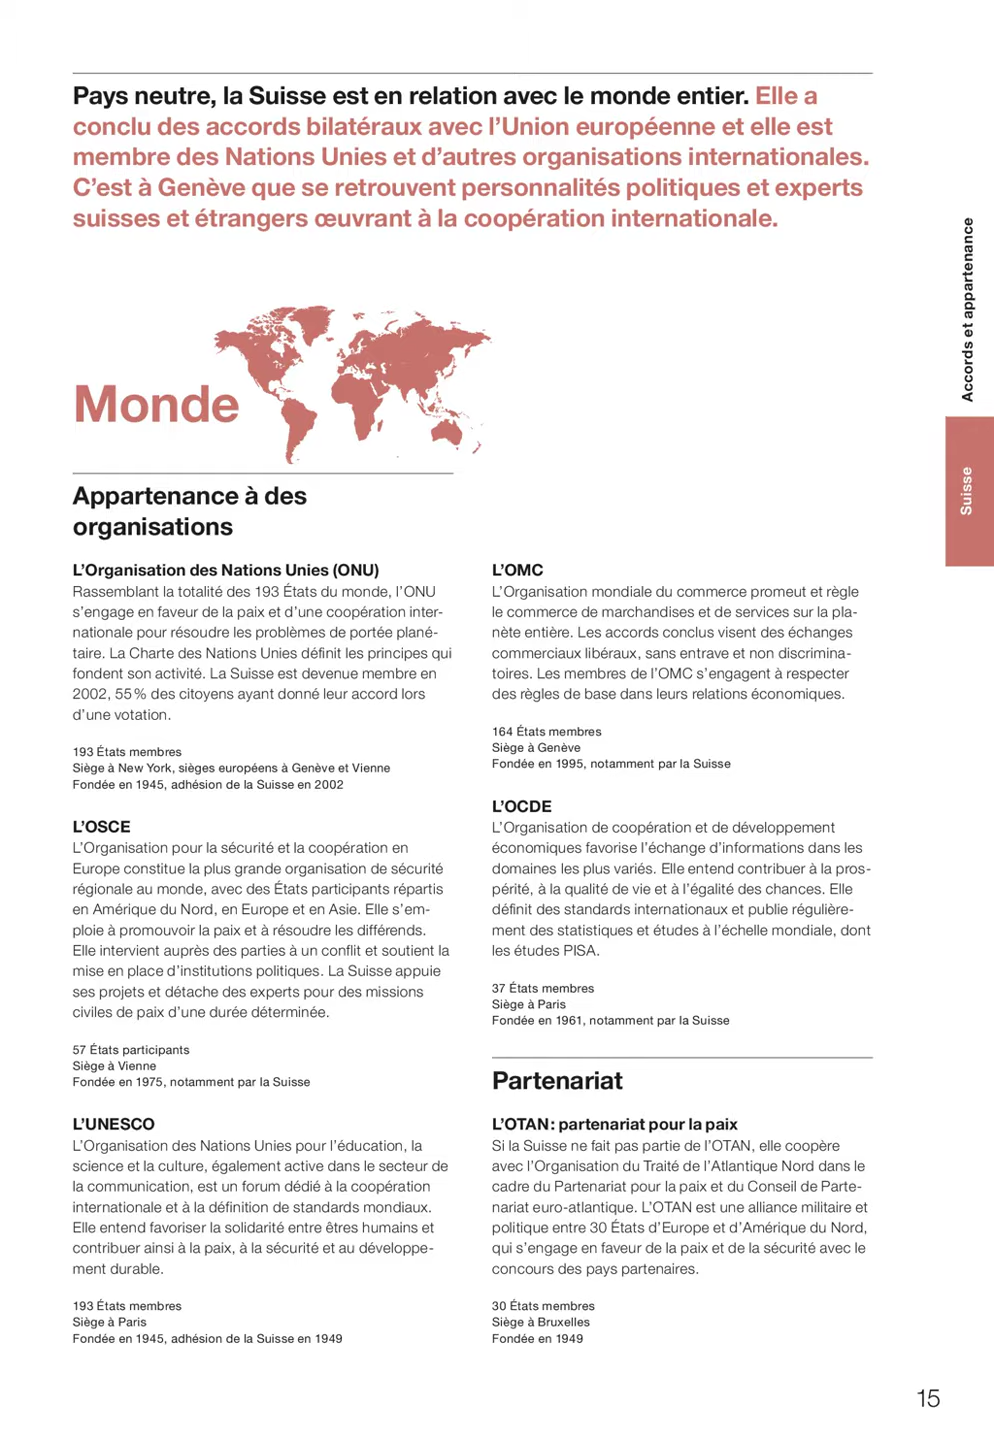 Pays neutre, la Suisse est en relation avec le monde entier. Elle a
conclu des accords bilatéraux avec l’Union européenne et elle est
membre des Nations Unies et d’autres organisations internationales.
C’est à Genève que se retrouvent personnalités politiques et experts
suisses et étrangers œuvrant à la coopération internationale.
Accords et appartenance
Suisse
Monde
Appartenance à des
organisations
L’Organisation des Nations Unies (ONU)
Rassemblant la totalité des 193 États du monde, l’ONU
s’engage en faveur de la paix et d’une coopération inter-
nationale pour résoudre les problèmes de portée plané-
taire. La Charte des Nations Unies définit les principes qui
fondent son activité. La Suisse est devenue membre en
2002, 55 % des citoyens ayant donné leur accord lors
d’une votation.
193 États membres
Siège à New York, sièges européens à Genève et Vienne
Fondée en 1945, adhésion de la Suisse en 2002
L’OSCE
L’Organisation pour la sécurité et la coopération en
Europe constitue la plus grande organisation de sécurité
régionale au monde, avec des États participants répartis
en Amérique du Nord, en Europe et en Asie. Elle s’em-
ploie à promouvoir la paix et à résoudre les différends.
Elle intervient auprès des parties à un conflit et soutient la
mise en place d’institutions politiques. La Suisse appuie
ses projets et détache des experts pour des missions
civiles de paix d’une durée déterminée.
57 États participants
Siège à Vienne
Fondée en 1975, notamment par la Suisse
L’UNESCO
L’Organisation des Nations Unies pour l’éducation, la
science et la culture, également active dans le secteur de
la communication, est un forum dédié à la coopération
internationale et à la définition de standards mondiaux.
Elle entend favoriser la solidarité entre êtres humains et
contribuer ainsi à la paix, à la sécurité et au développe-
ment durable.
193 États membres
Siège à Paris
Fondée en 1945, adhésion de la Suisse en 1949
L’OMC
L’Organisation mondiale du commerce promeut et règle
le commerce de marchandises et de services sur la pla-
nète entière. Les accords conclus visent des échanges
commerciaux libéraux, sans entrave et non discrimina-
toires. Les membres de l’OMC s’engagent à respecter
des règles de base dans leurs relations économiques.
164 États membres
Siège à Genève
Fondée en 1995, notamment par la Suisse
L’OCDE
L’Organisation de coopération et de développement
économiques favorise l’échange d’informations dans les
domaines les plus variés. Elle entend contribuer à la pros-
périté, à la qualité de vie et à l’égalité des chances. Elle
définit des standards internationaux et publie régulière-
ment des statistiques et études à l’échelle mondiale, dont
les études PISA.
37 États membres
Siège à Paris
Fondée en 1961, notamment par la Suisse
Partenariat
L’OTAN : partenariat pour la paix
Si la Suisse ne fait pas partie de l’OTAN, elle coopère
avec l’Organisation du Traité de l’Atlantique Nord dans le
cadre du Partenariat pour la paix et du Conseil de Parte-
nariat euro-atlantique. L’OTAN est une alliance militaire et
politique entre 30 États d’Europe et d’Amérique du Nord,
qui s’engage en faveur de la paix et de la sécurité avec le
concours des pays partenaires.
30 États membres
Siège à Bruxelles
Fondée en 1949
15